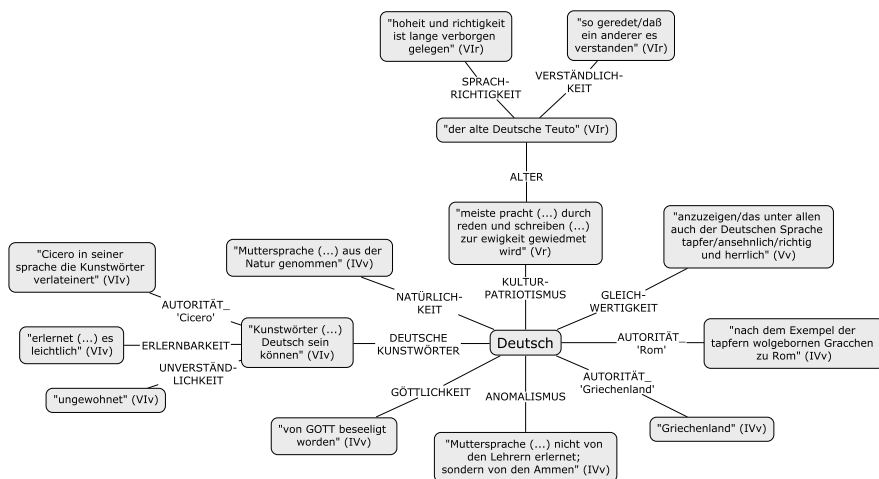 "hoheit und richtigkeit
ist lange verborgen
gelegen" (VIr)
"so geredet/daß
ein anderer es
verstanden" (VIr)
SPRACH-
RICHTIGKEIT
VERSTÄNDLICH-
KEIT
"der alte Deutsche Teuto" (VIr)
ALTER
"meiste pracht (...) durch
reden und schreiben (...)
zur ewigkeit gewiedmet
wird" (Vr)
"anzuzeigen/das unter allen
auch der Deutschen Sprache
tapfer/ansehnlich/richtig
und herrlich" (Vv)
"Muttersprache (...) aus der
Natur genommen" (IVv)
"Cicero in seiner
sprache die Kunstwörter
verlateinert" (VIv)
KULTUR-
PATRIOTISMUS
NATÜRLICH-
KEIT
GLEICH-
WERTIGKEIT
AUTORITÄT_
'Cicero'
"Kunstwörter (...)
Deutsch sein
können" (VIv)
"erlernet (...) es
leichtlich" (VIv)
ERLERNBARKEIT
DEUTSCHE
KUNSTWÖRTER
Deutsch
AUTORITÄT_
'Rom'
"nach dem Exempel der
tapfern wolgebornen Gracchen
zu Rom" (IVv)
UNVERSTÄND-
LICHKEIT
"ungewohnet" (VIv)
GÖTTLICHKEIT
ANOMALISMUS
AUTORITÄT_
'Griechenland'
"von GOTT beseeligt
worden" (IVv)
"Muttersprache (...) nicht von
den Lehrern erlernet;
sondern von den Ammen" (IVv)
"Griechenland" (IVv)